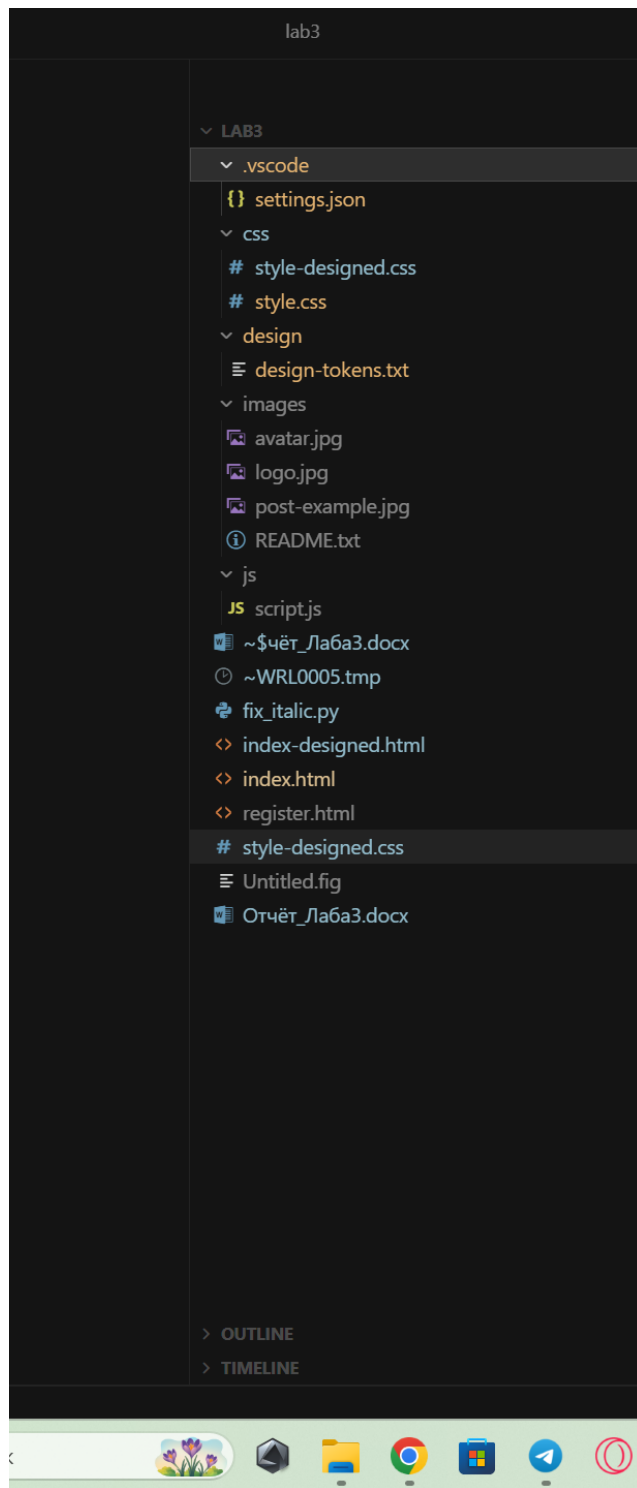 lab3
LAB3
.vscode
{} settings.json
css
# style-designed.css
# style.css
design
design-tokens.txt
images
avatar.jpg
logo.jpg
post-example.jpg
README.txt
js
JS script.js
~$чёт_Лаба3.docx
~WRL0005.tmp
fix_italic.py
<> index-designed.html
<> index.html
<> register.html
# style-designed.css
Untitled.fig
Отчёт_Лаба3.docx
OUTLINE
TIMELINE